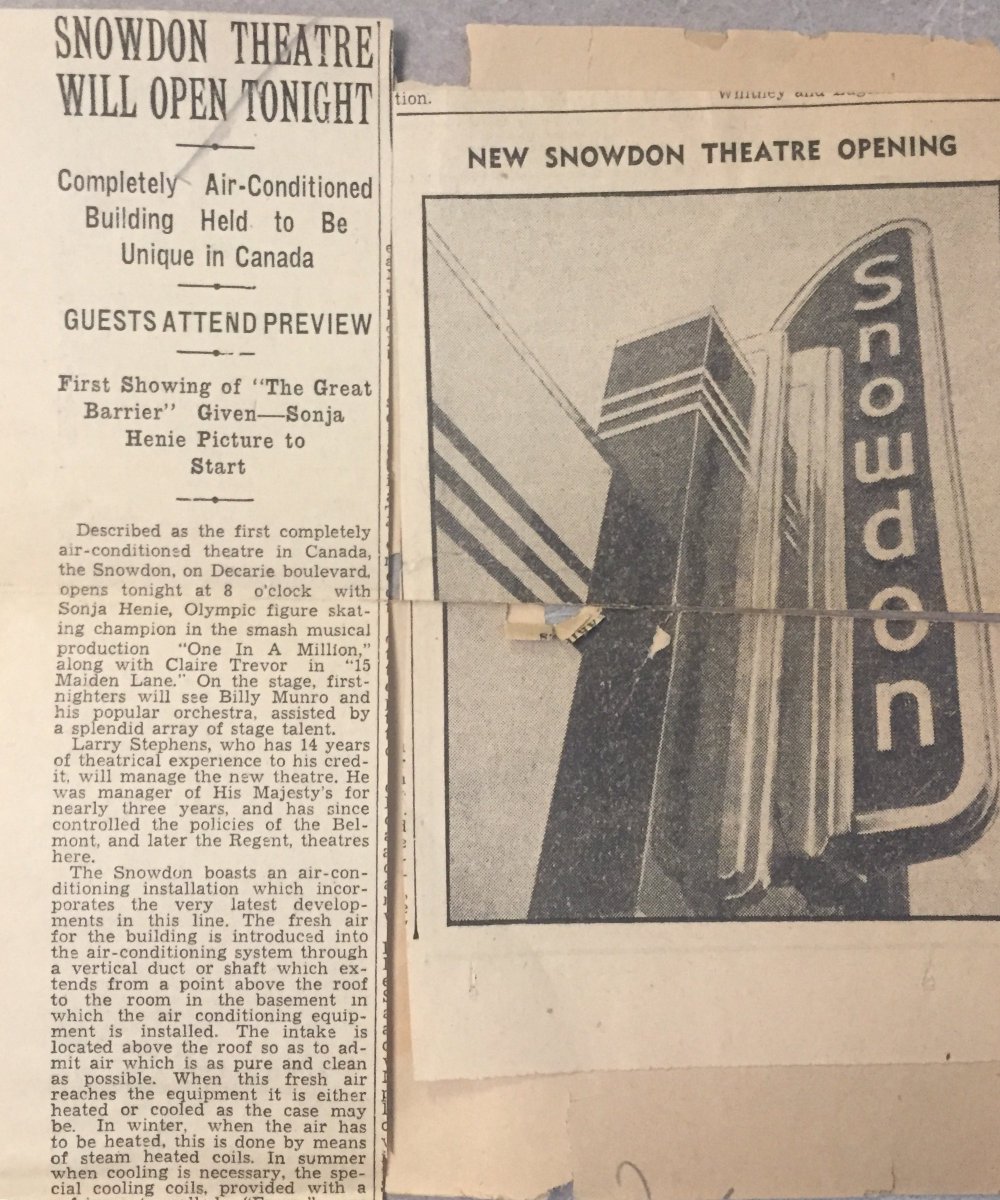 SNOWDON THEATRE
WILL OPEN TONIGHT
Completely Air-Conditioned
Building Held to Be
Unique in Canada
GUESTS ATTEND PREVIEW
First Showing of "The Great
Barrier" Given—Sonja
Henie Picture to
Start
Described as the first completely
air-conditioned theatre in Canada,
the Snowdon, on Decarie boulevard,
opens tonight at 8 o'clock with
Sonja Henie, Olympic figure skat-
ing champion in the smash musical
production "One In A Million,"
along with Claire Trevor in "15
Maiden Lane." On the stage, first-
nighters will see Billy Munro and
his popular orchestra, assisted by
a splendid array of stage talent.
Larry Stephens, who has 14 years
of theatrical experience to his cred-
it, will manage the new theatre. He
was manager of His Majesty's for
nearly three years, and has since
controlled the policies of the Bel-
mont, and later the Regent, theatres
here.
The Snowdon boasts an air-con-
ditioning installation which incor-
porates the very latest develop-
ments in this line. The fresh air
for the building is introduced into
the air-conditioning system through
a vertical duct or shaft which ex-
tends from a point above the roof
to the room in the basement in
which the air conditioning equip-
ment is installed. The intake is
located above the roof so as to ad-
mit air which is as pure and clean
as possible. When this fresh air
reaches the equipment it is either
heated or cooled as the case may
be. In winter, when the air has
to be heated, this is done by means
of steam heated coils. In summer
when cooling is necessary, the spe-
cial cooling coils, provided with a
tion.
Whitney and
NEW SNOWDON THEATRE OPENING
Snowdon